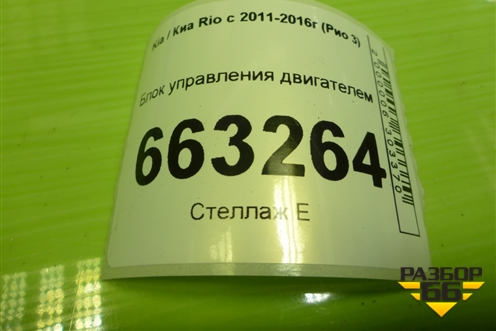 Kia / Киа Rio с 2011-2016г (Рио 3)
Блок управления двигателем
663264
Стеллаж Е
РАЗБОР
66